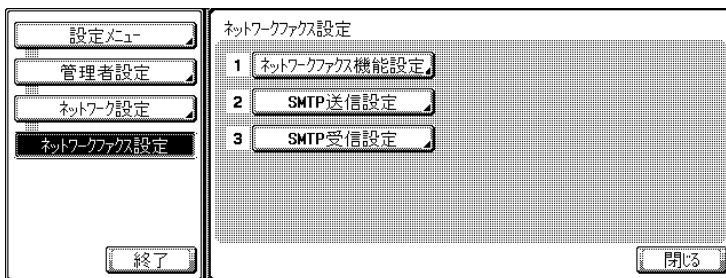 設定メニュー
管理者設定
ネットワーク設定
ネットワークファクス設定
終了
ネットワークファクス設定
1 ネットワークファクス機能設定
2 SMTP送信設定
3 SMTP受信設定
閉じる